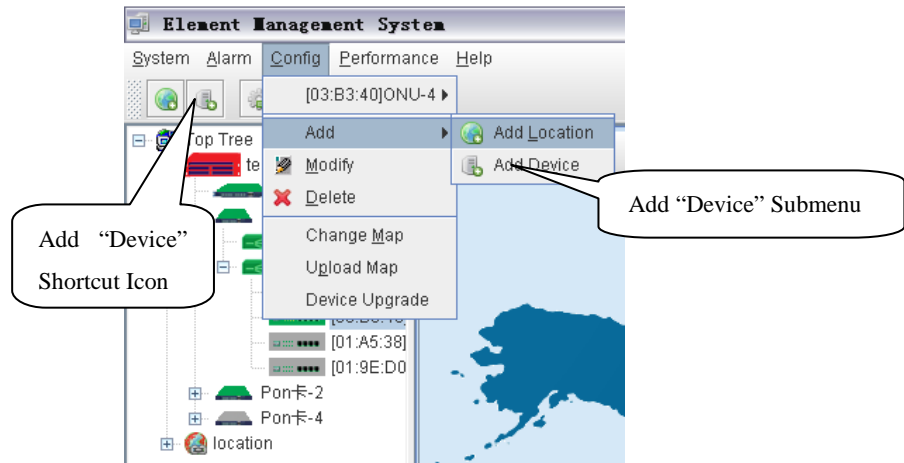 Element Management System
System Alarm Config Performance Help
[03:B3:40]ONU-4
Add
Add Location
Top Tree
te
Modify
Add Device
Delete
Add “Device” Submenu
Add “Device”
Shortcut Icon
Change Map
Upload Map
Device Upgrade
[01:A5:38]
[01:9E:D0
Pon卡-2
Pon卡-4
location